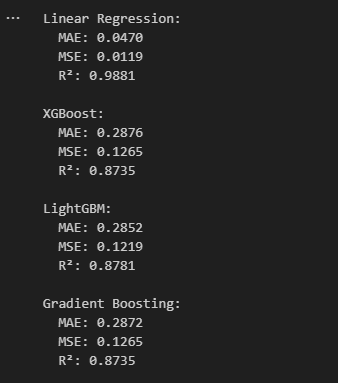 ... Linear Regression:
MAE: 0.0470
MSE: 0.0119
R²: 0.9881
XGBoost:
MAE: 0.2876
MSE: 0.1265
R²: 0.8735
LightGBM:
MAE: 0.2852
MSE: 0.1219
R²: 0.8781
Gradient Boosting:
MAE: 0.2872
MSE: 0.1265
R²: 0.8735